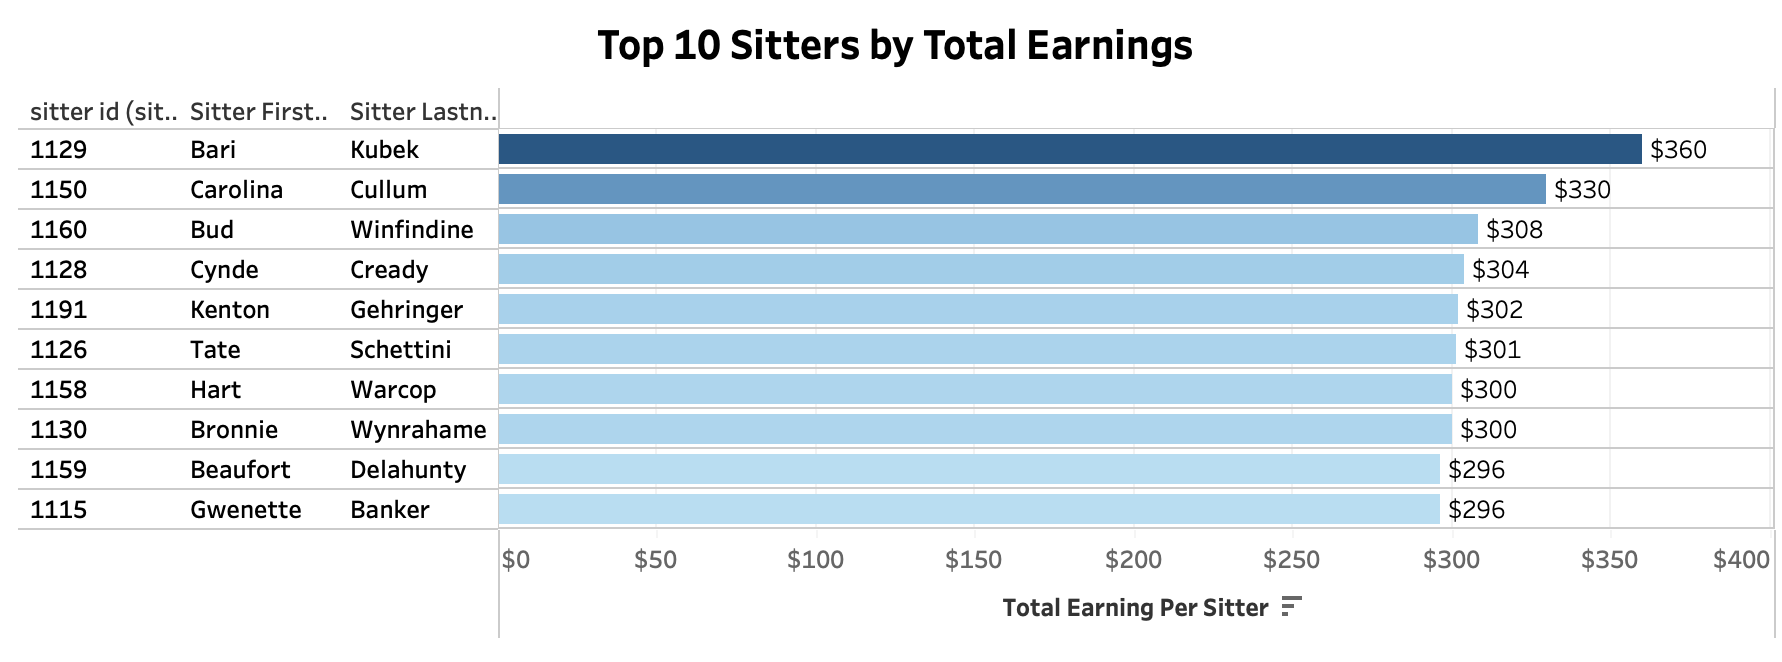 Top 10 Sitters by Total Earnings
sitter id (sit.. Sitter First.. Sitter Lastn..
1129 Bari Kubek $360
1150 Carolina Cullum $330
1160 Bud Winfindine $308
1128 Cynde Cready $304
1191 Kenton Gehringer $302
1126 Tate Schettini $301
1158 Hart Warcop $300
1130 Bronnie Wynrahame $300
1159 Beaufort Delahunty $296
1115 Gwenette Banker $296
$0 $50 $100 $150 $200 $250 $300 $350 $400
Total Earning Per Sitter